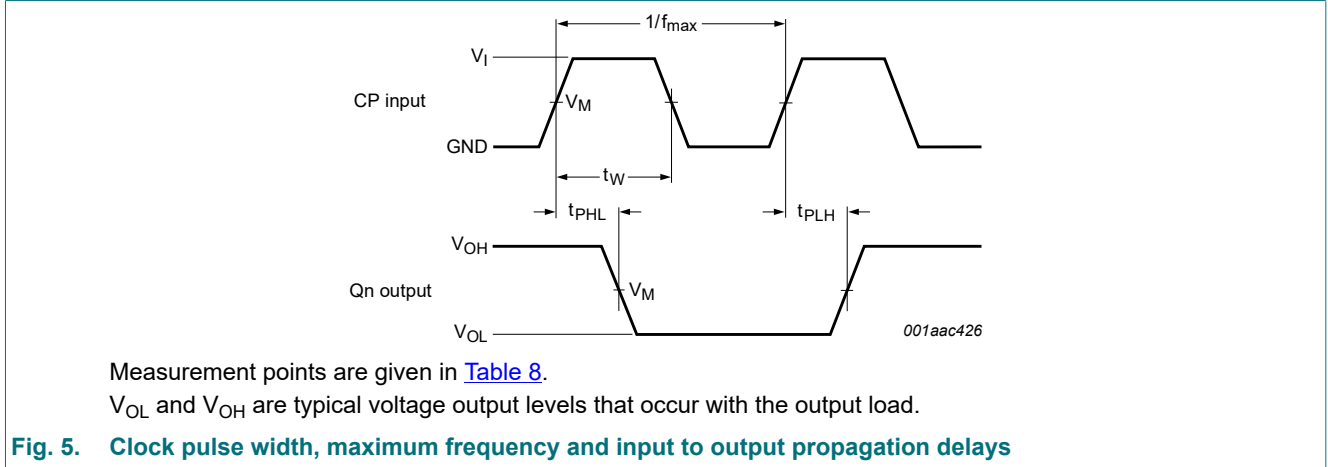 1/fmax
VI
CP input
VM
GND
tW
tPHL
tPLH
VOH
Qn output
VM
VOL
001aac426
Measurement points are given in Table 8.
VOL and VOH are typical voltage output levels that occur with the output load.
Fig. 5. Clock pulse width, maximum frequency and input to output propagation delays